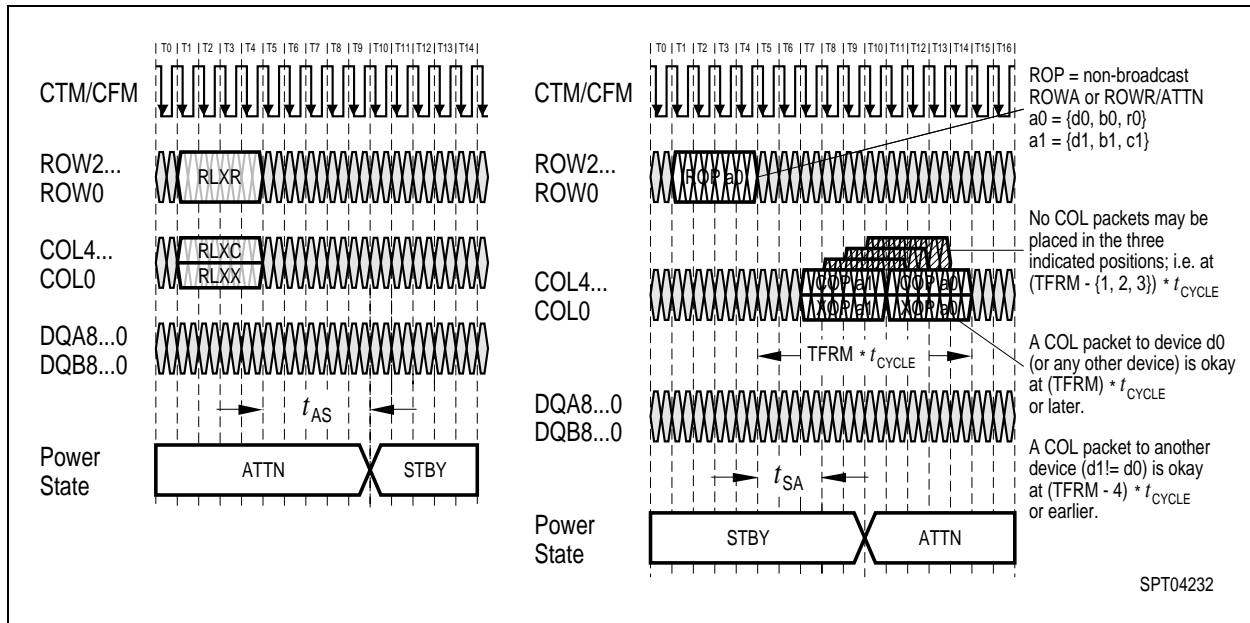 T0 T1 T2 T3 T4 T5 T6 T7 T8 T9 T10 T11 T12 T13 T14
CTM/CFM
ROW2...
ROW0
RLXR
COL4...
COL0
RLXC
RLXX
DQA8...0
DQB8...0
tAS
Power
State
ATTN
STBY
T0 T1 T2 T3 T4 T5 T6 T7 T8 T9 T10 T11 T12 T13 T14 T15 T16
CTM/CFM
ROW2...
ROW0
ROP a0
COL4...
COL0
COP a1
COP a0
XOP a1
XOP a0
TFRM * tCYCLE
DQA8...0
DQB8...0
tSA
Power
State
STBY
ATTN
ROP = non-broadcast
ROWA or ROWR/ATTN
a0 = {d0, b0, r0}
a1 = {d1, b1, c1}
No COL packets may be
placed in the three
indicated positions; i.e. at
(TFRM - {1, 2, 3}) * tCYCLE
A COL packet to device d0
(or any other device) is okay
at (TFRM) * tCYCLE
or later.
A COL packet to another
device (d1!= d0) is okay
at (TFRM - 4) * tCYCLE
or earlier.
SPT04232